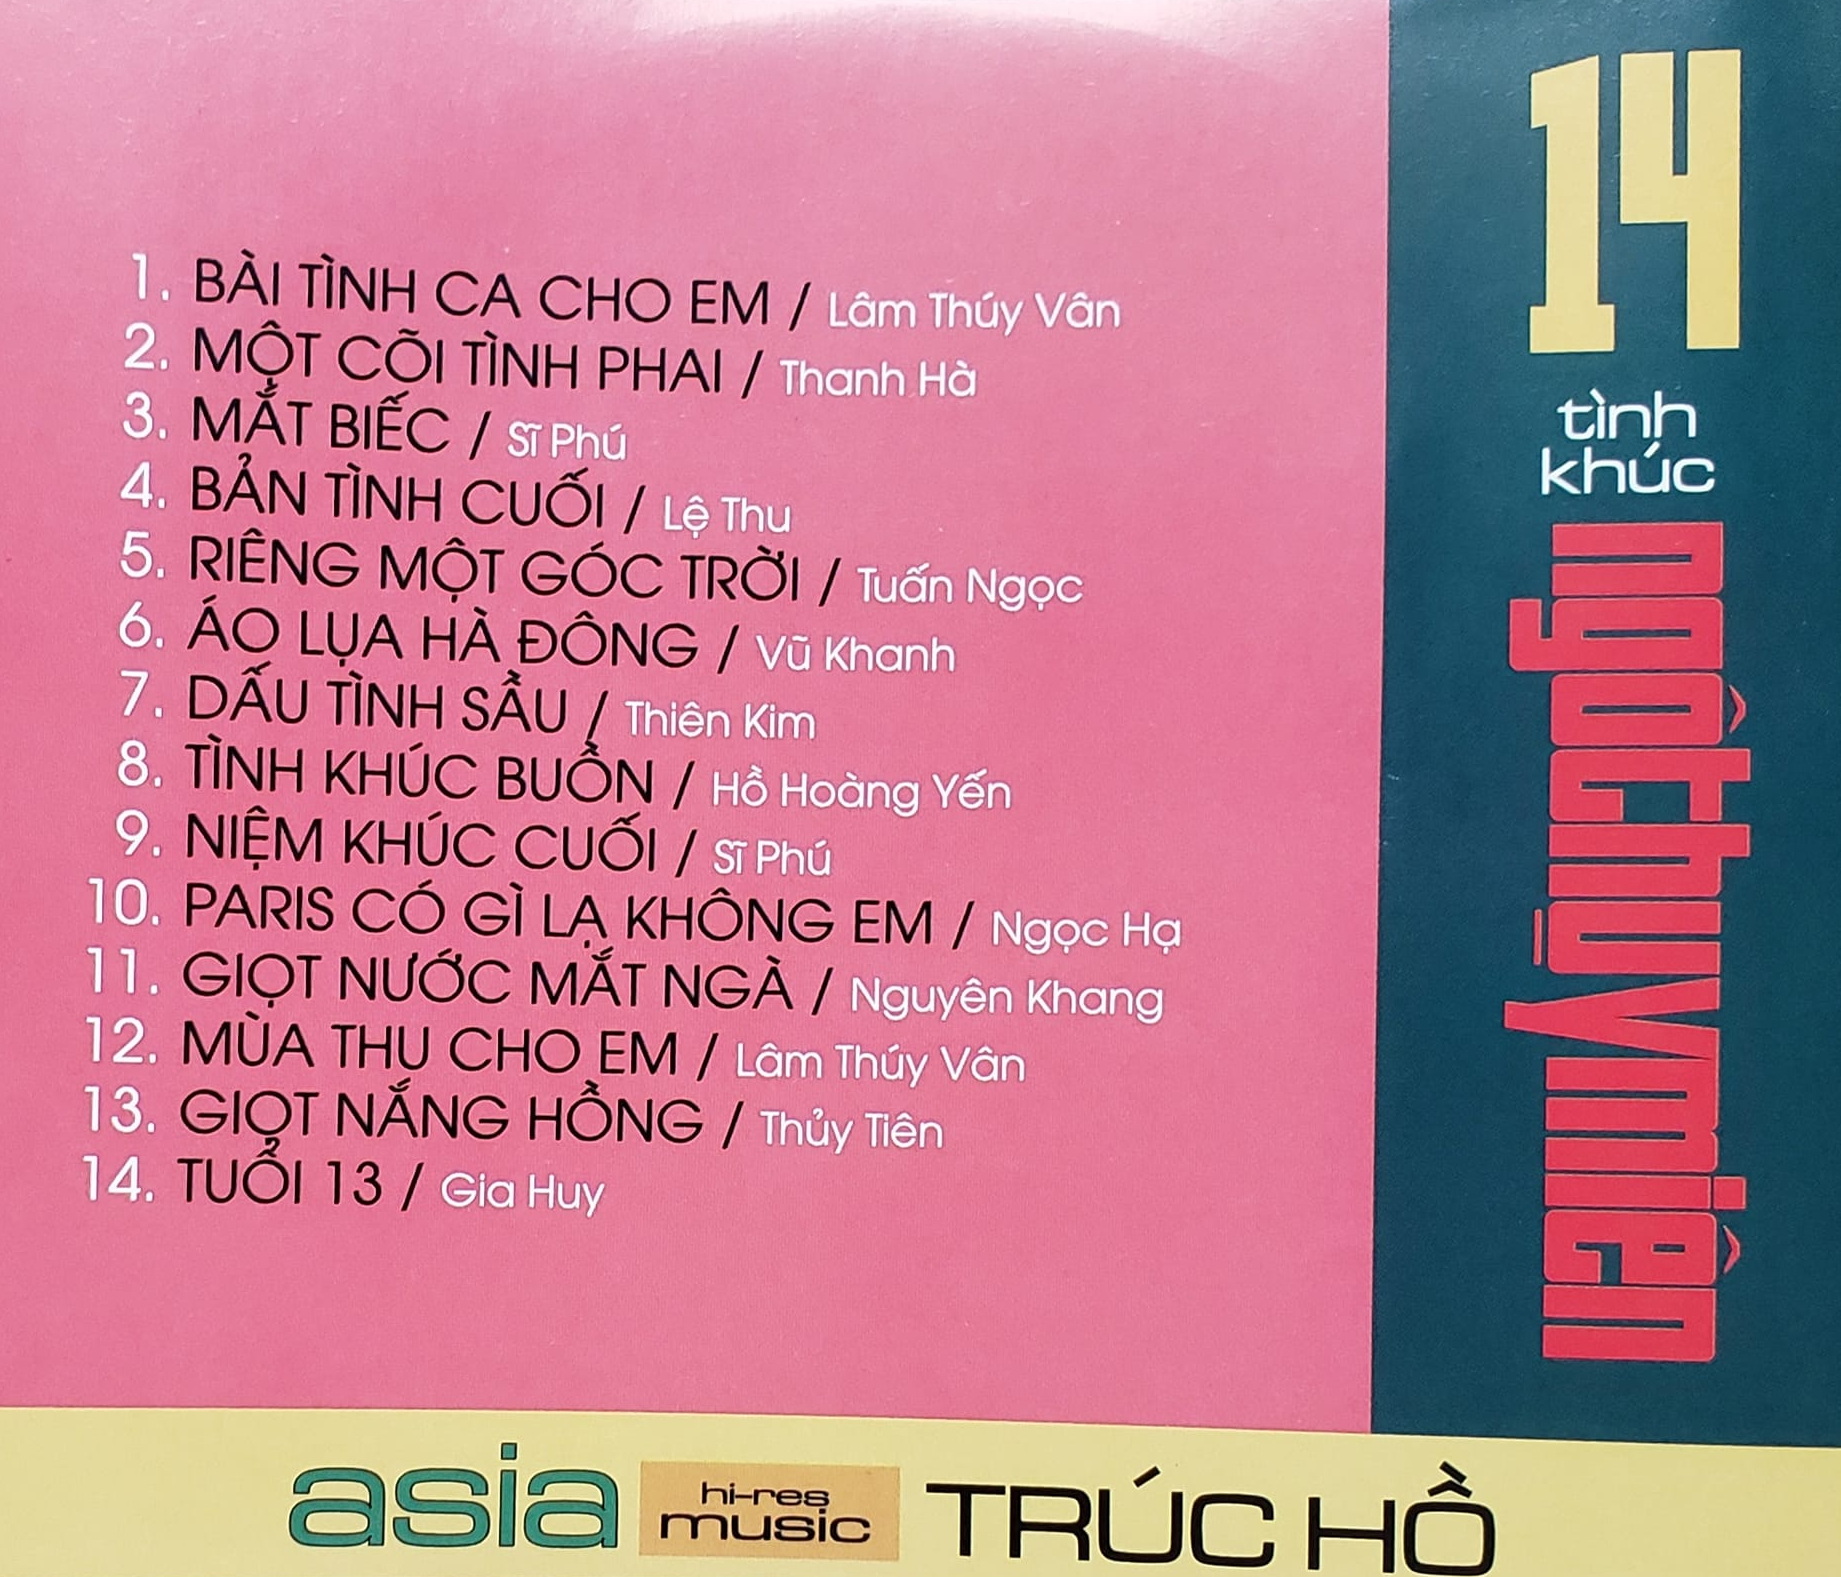 1. BÀI TÌNH CA CHO EM / Lâm Thúy Vân
2. MỘT CÕI TÌNH PHAI / Thanh Hà
3. MẮT BIẾC / Sĩ Phú
4. BẢN TÌNH CUỐI / Lệ Thu
5. RIÊNG MỘT GÓC TRỜI / Tuấn Ngọc
6. ÁO LỤA HÀ ĐÔNG / Vũ Khanh
7. DẤU TÌNH SẦU / Thiên Kim
8. TÌNH KHÚC BUỒN / Hồ Hoàng Yến
9. NIỆM KHÚC CUỐI / Sĩ Phú
10. PARIS CÓ GÌ LẠ KHÔNG EM / Ngọc Hạ
11. GIỌT NƯỚC MẮT NGÀ / Nguyên Khang
12. MÙA THU CHO EM / Lâm Thúy Vân
13. GIỌT NẮNG HỒNG / Thủy Tiên
14. TUỔI 13 / Gia Huy
14
tình
khúc
ngôthụymiên
asia
hi-res
music
TRÚC HỒ